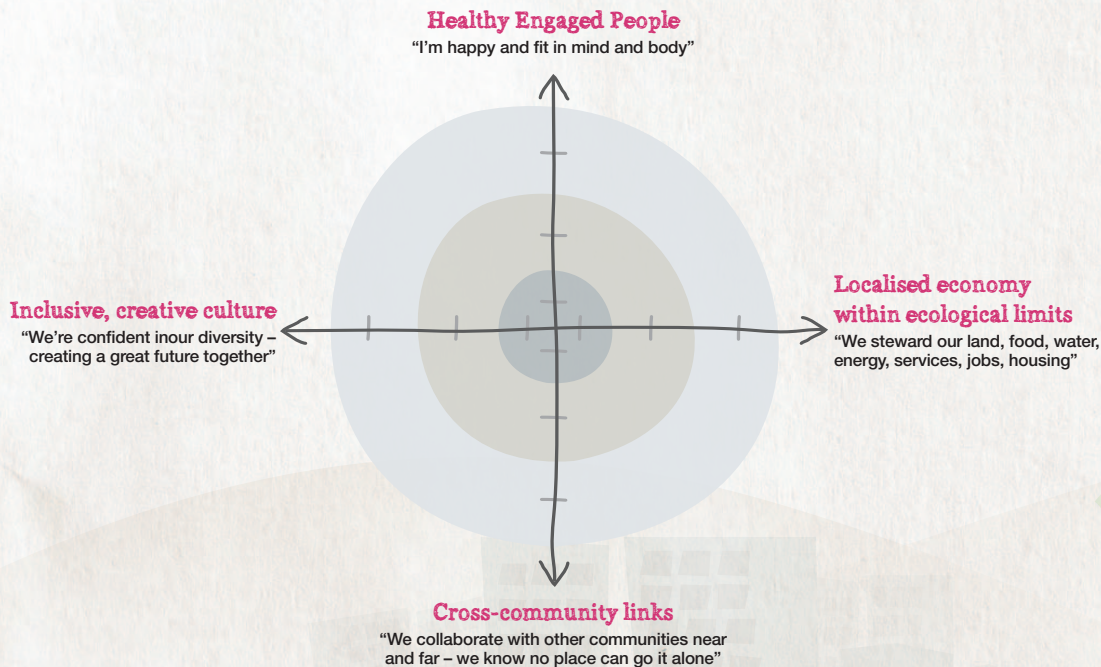 Healthy Engaged People
“I’m happy and fit in mind and body”
Inclusive, creative culture
“We’re confident inour diversity –
creating a great future together”
Localised economy
within ecological limits
“We steward our land, food, water,
energy, services, jobs, housing”
Cross-community links
“We collaborate with other communities near
and far – we know no place can go it alone”